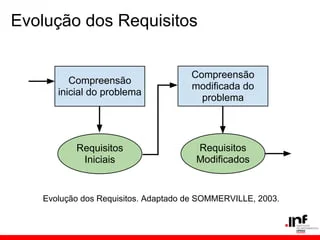 Evolução dos Requisitos
Compreensão
inicial do problema
Compreensão
modificada do
problema
Requisitos
Iniciais
Requisitos
Modificados
Evolução dos Requisitos. Adaptado de SOMMERVILLE, 2003.
inf